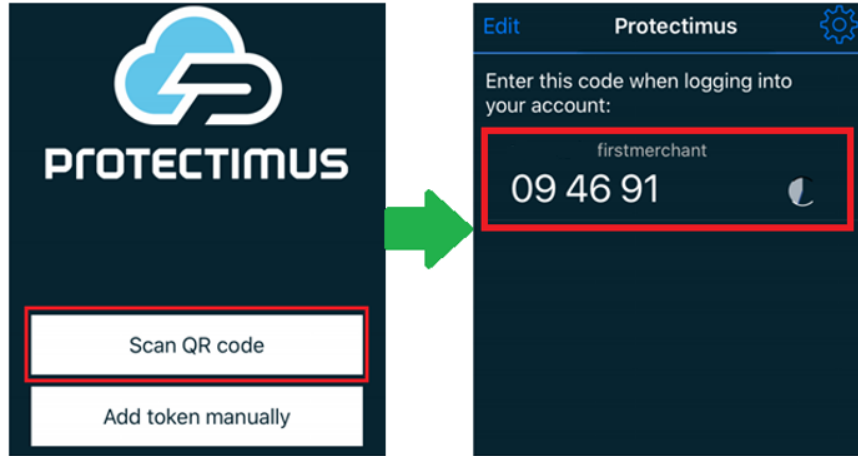 PROTECTIMUS
Scan QR code
Add token manually
Edit
Protectimus
Enter this code when logging into
your account:
firstmerchant
09 46 91